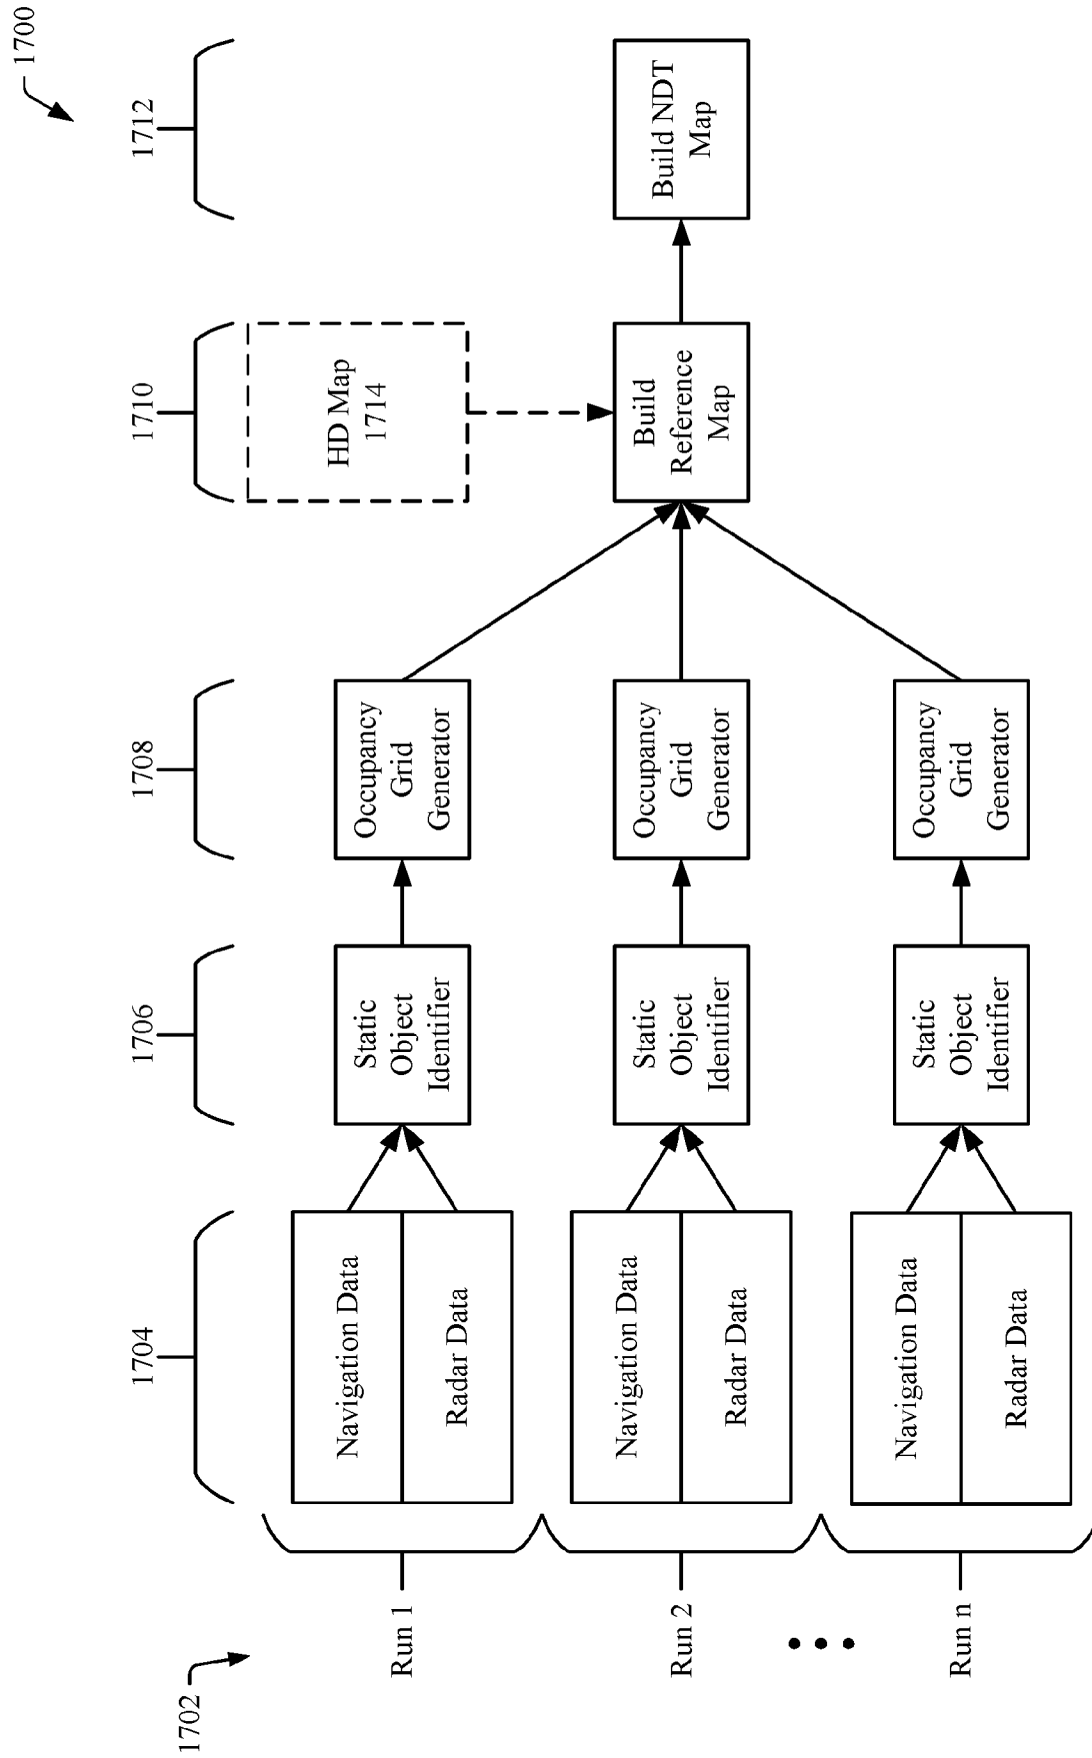 1700
1702
1704
1706
1708
1710
1712
Run 1
Navigation Data
Radar Data
Static
Object
Identifier
Occupancy
Grid
Generator
HD Map
1714
Run 2
Navigation Data
Radar Data
Static
Object
Identifier
Occupancy
Grid
Generator
Build
Reference
Map
Build NDT
Map
Run n
Navigation Data
Radar Data
Static
Object
Identifier
Occupancy
Grid
Generator